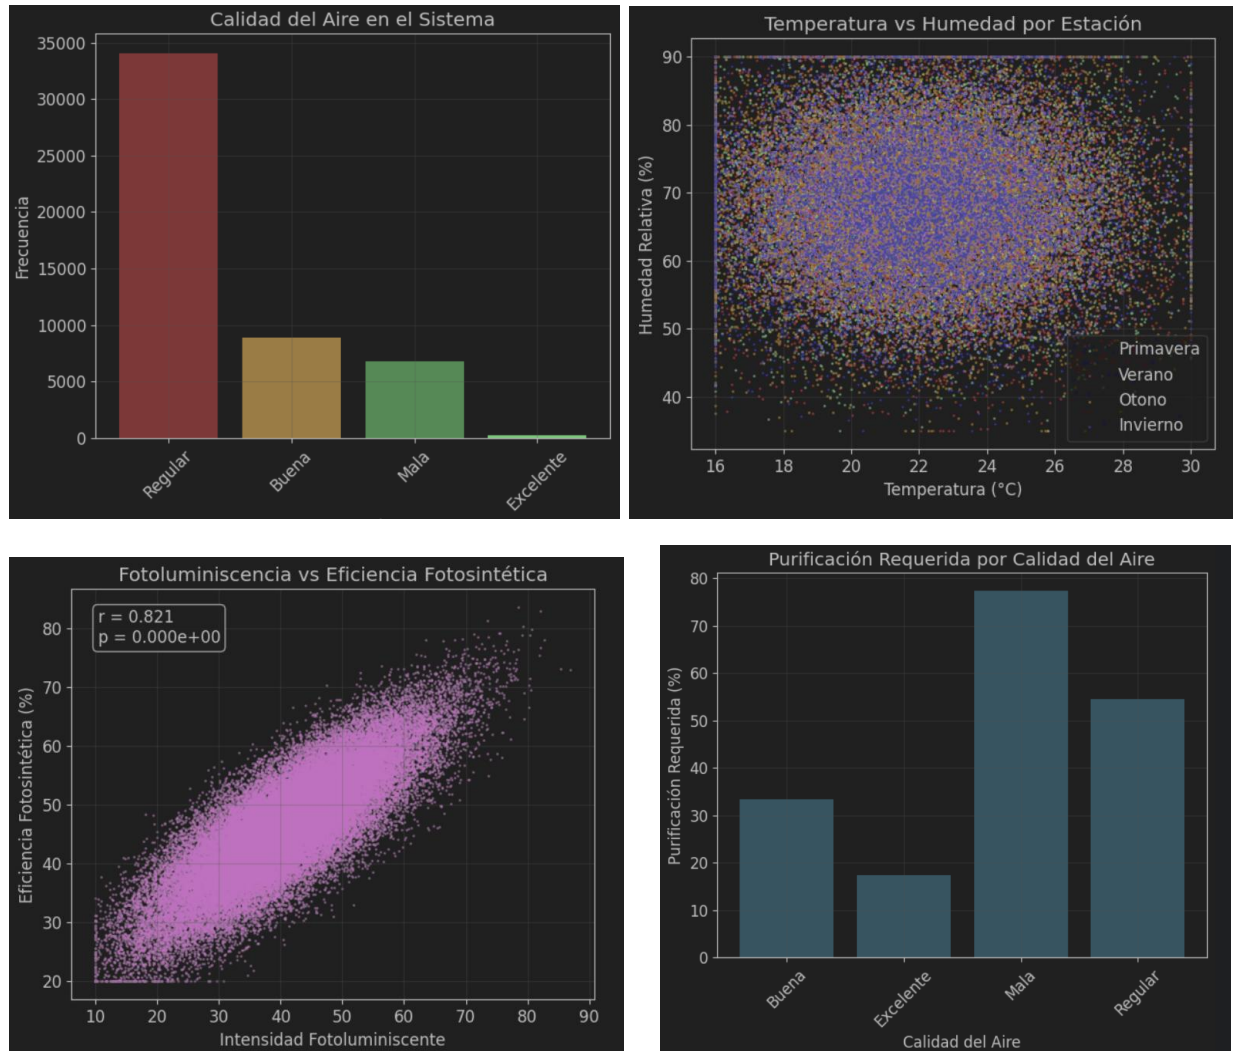 Calidad del Aire en el Sistema
Frecuencia
35000
30000
25000
20000
15000
10000
5000
0
Regular
Buena
Mala
Excelente
Temperatura vs Humedad por Estación
Humedad Relativa (%)
90
80
70
60
50
40
Primavera
Verano
Otono
Invierno
16 18 20 22 24 26 28 30
Temperatura (°C)
Fotoluminiscencia vs Eficiencia Fotosintética
r = 0.821
p = 0.000e+00
Eficiencia Fotosintética (%)
80
70
60
50
40
30
20
10 20 30 40 50 60 70 80 90
Intensidad Fotoluminiscente
Purificación Requerida por Calidad del Aire
Purificación Requerida (%)
80
70
60
50
40
30
20
10
0
Buena
Excelente
Mala
Regular
Calidad del Aire